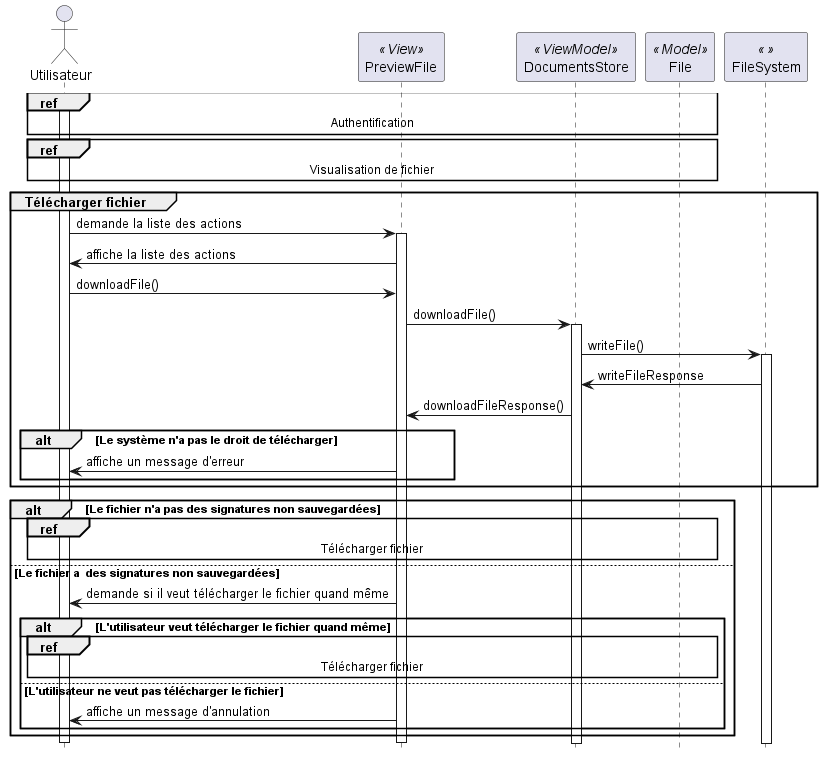 « View»
« ViewModel»
« Model»
« »
Utilisateur
PreviewFile
DocumentsStore
File
FileSystem
ref
Authentification
ref
Visualisation de fichier
Télécharger fichier
demande la liste des actions
affiche la liste des actions
downloadFile()
downloadFile()
writeFile()
writeFileResponse
downloadFileResponse()
alt [Le système n'a pas le droit de télécharger]
affiche un message d'erreur
alt [Le fichier n'a pas des signatures non sauvegardées]
ref
Télécharger fichier
[Le fichier a  des signatures non sauvegardées]
demande si il veut télécharger le fichier quand même
alt [L'utilisateur veut télécharger le fichier quand même]
ref
Télécharger fichier
[L'utilisateur ne veut pas télécharger le fichier]
affiche un message d'annulation